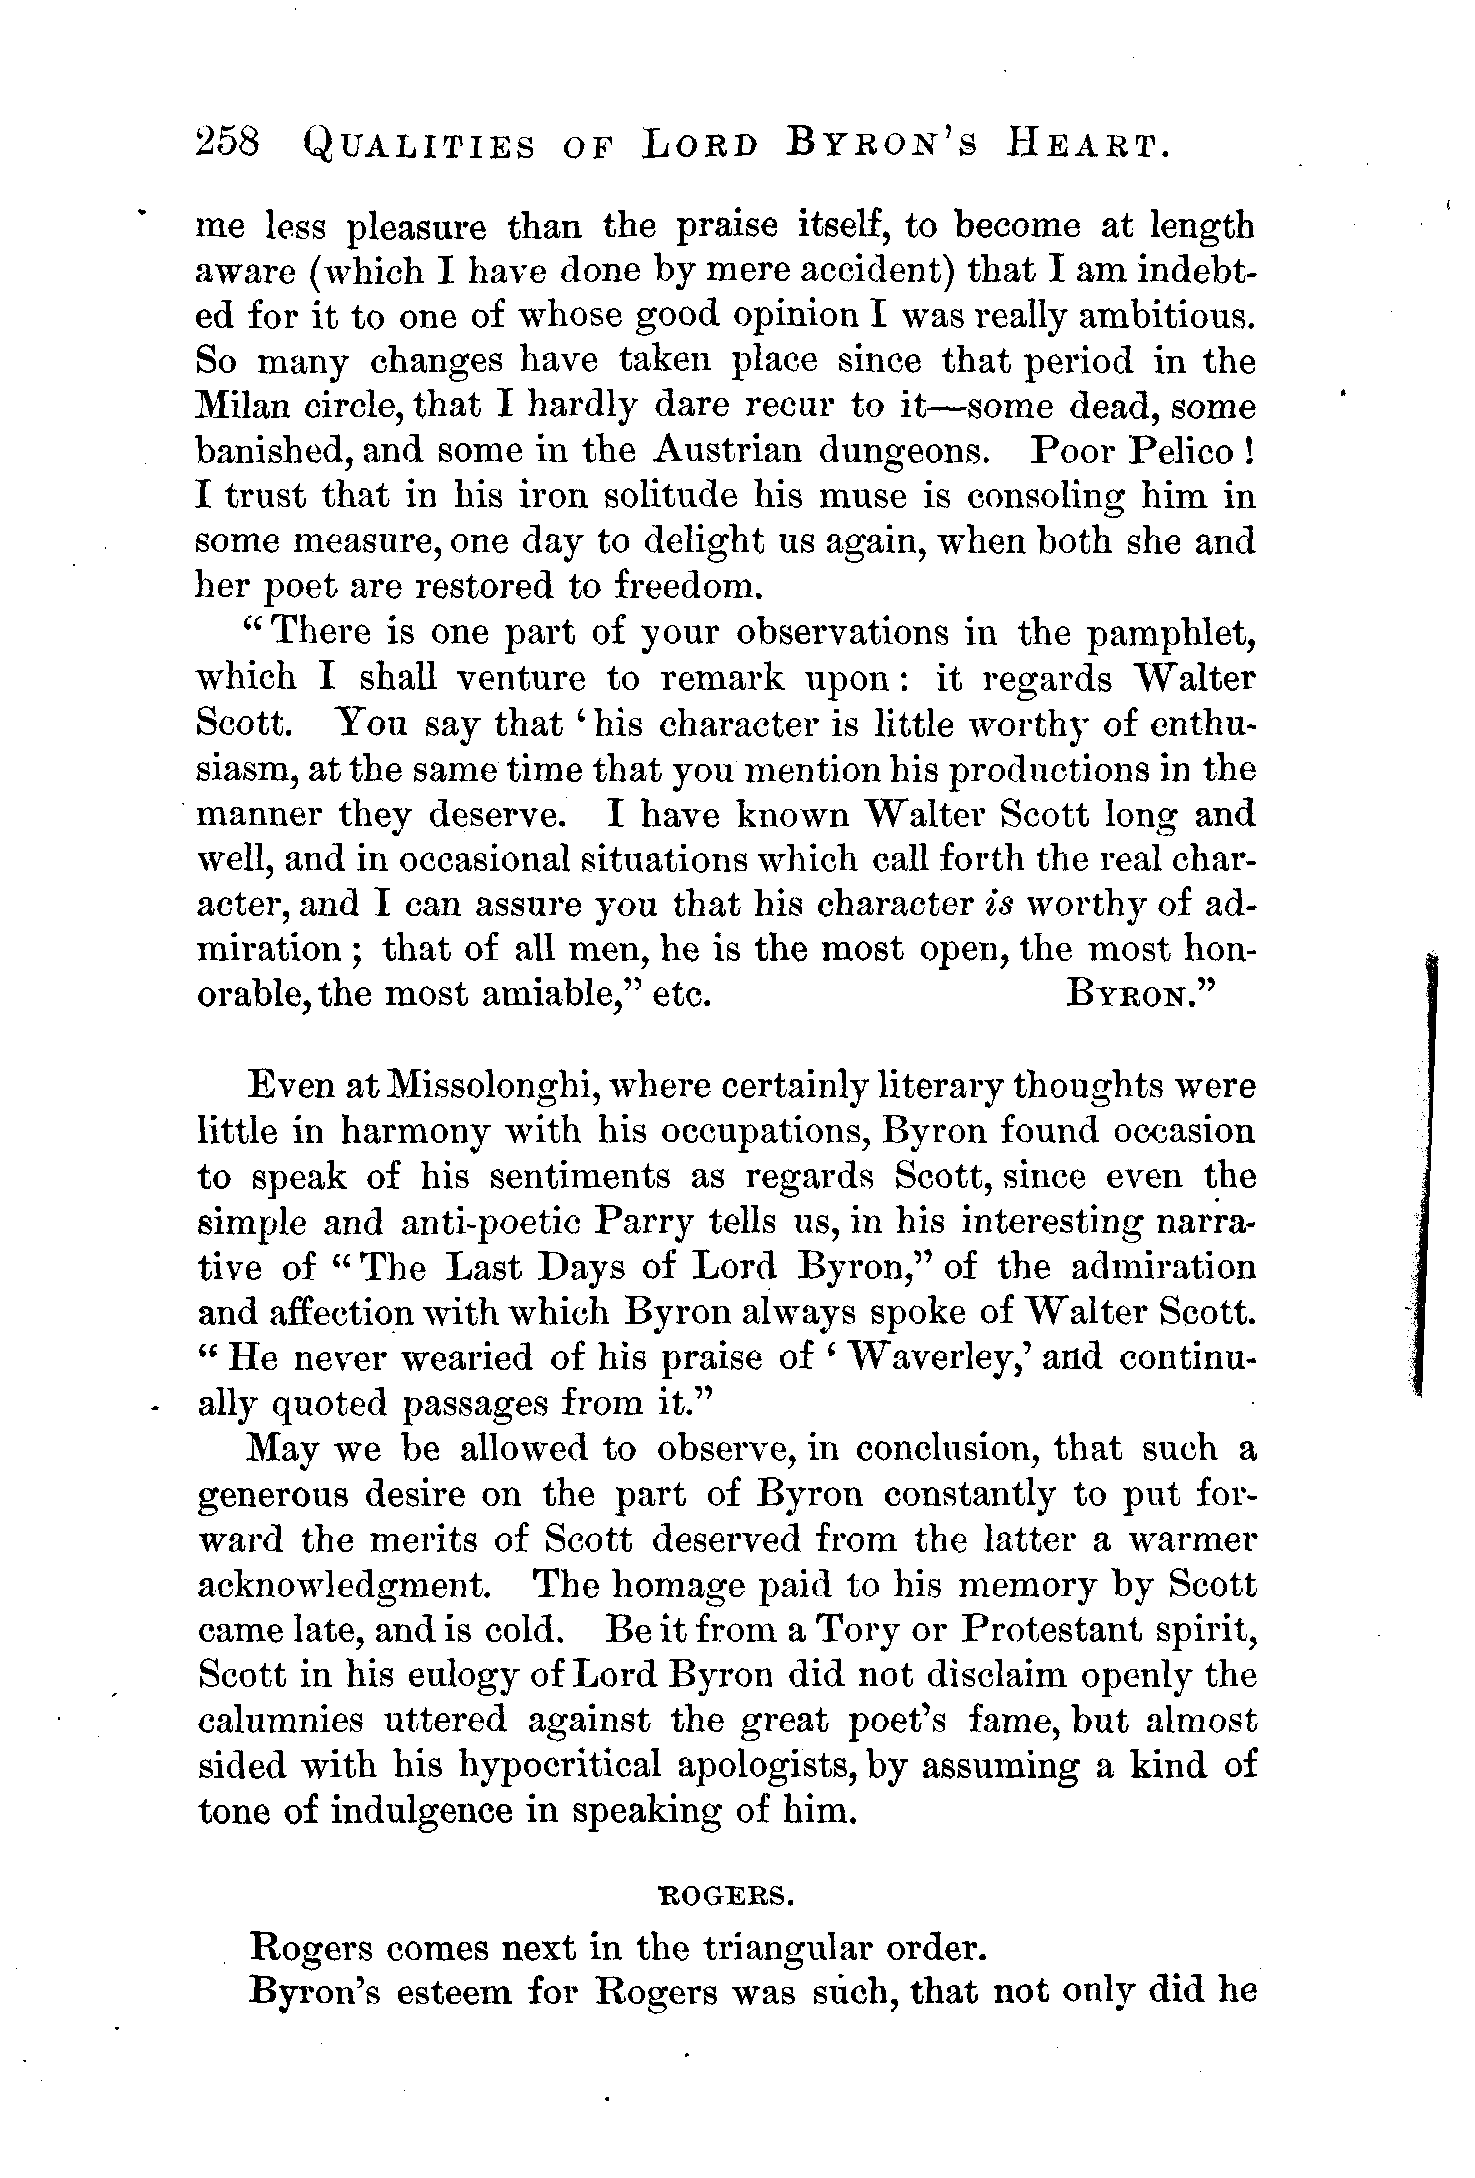 258 QUALITIES OF LORD BYRON'S HEART.
me less pleasure than the praise itself, to become at length
aware (which I have done by mere accident) that I am indebt-
ed for it to one of whose good opinion I was really ambitious.
So many changes have taken place since that period in the
Milan circle, that I hardly dare recur to it—some dead, some
banished, and some in the Austrian dungeons. Poor Pelico!
I trust that in his iron solitude his muse is consoling him in
some measure, one day to delight us again, when both she and
her poet are restored to freedom.
"There is one part of your observations in the pamphlet,
which I shall venture to remark upon: it regards Walter
Scott. You say that 'his character is little worthy of enthu-
siasm, at the same time that you mention his productions in the
manner they deserve. I have known Walter Scott long and
well, and in occasional situations which call forth the real char-
acter, and I can assure you that his character is worthy of ad-
miration; that of all men, he is the most open, the most hon-
orable, the most amiable," etc. BYRON."
Even at Missolonghi, where certainly literary thoughts were
little in harmony with his occupations, Byron found occasion
to speak of his sentiments as regards Scott, since even the
simple and anti-poetic Parry tells us, in his interesting narra-
tive of "The Last Days of Lord Byron," of the admiration
and affection with which Byron always spoke of Walter Scott.
"He never wearied of his praise of 'Waverley,' and continu-
ally quoted passages from it."
May we be allowed to observe, in conclusion, that such a
generous desire on the part of Byron constantly to put for-
ward the merits of Scott deserved from the latter a warmer
acknowledgment. The homage paid to his memory by Scott
came late, and is cold. Be it from a Tory or Protestant spirit,
Scott in his eulogy of Lord Byron did not disclaim openly the
calumnies uttered against the great poet's fame, but almost
sided with his hypocritical apologists, by assuming a kind of
tone of indulgence in speaking of him.
ROGERS.
Rogers comes next in the triangular order.
Byron's esteem for Rogers was such, that not only did he